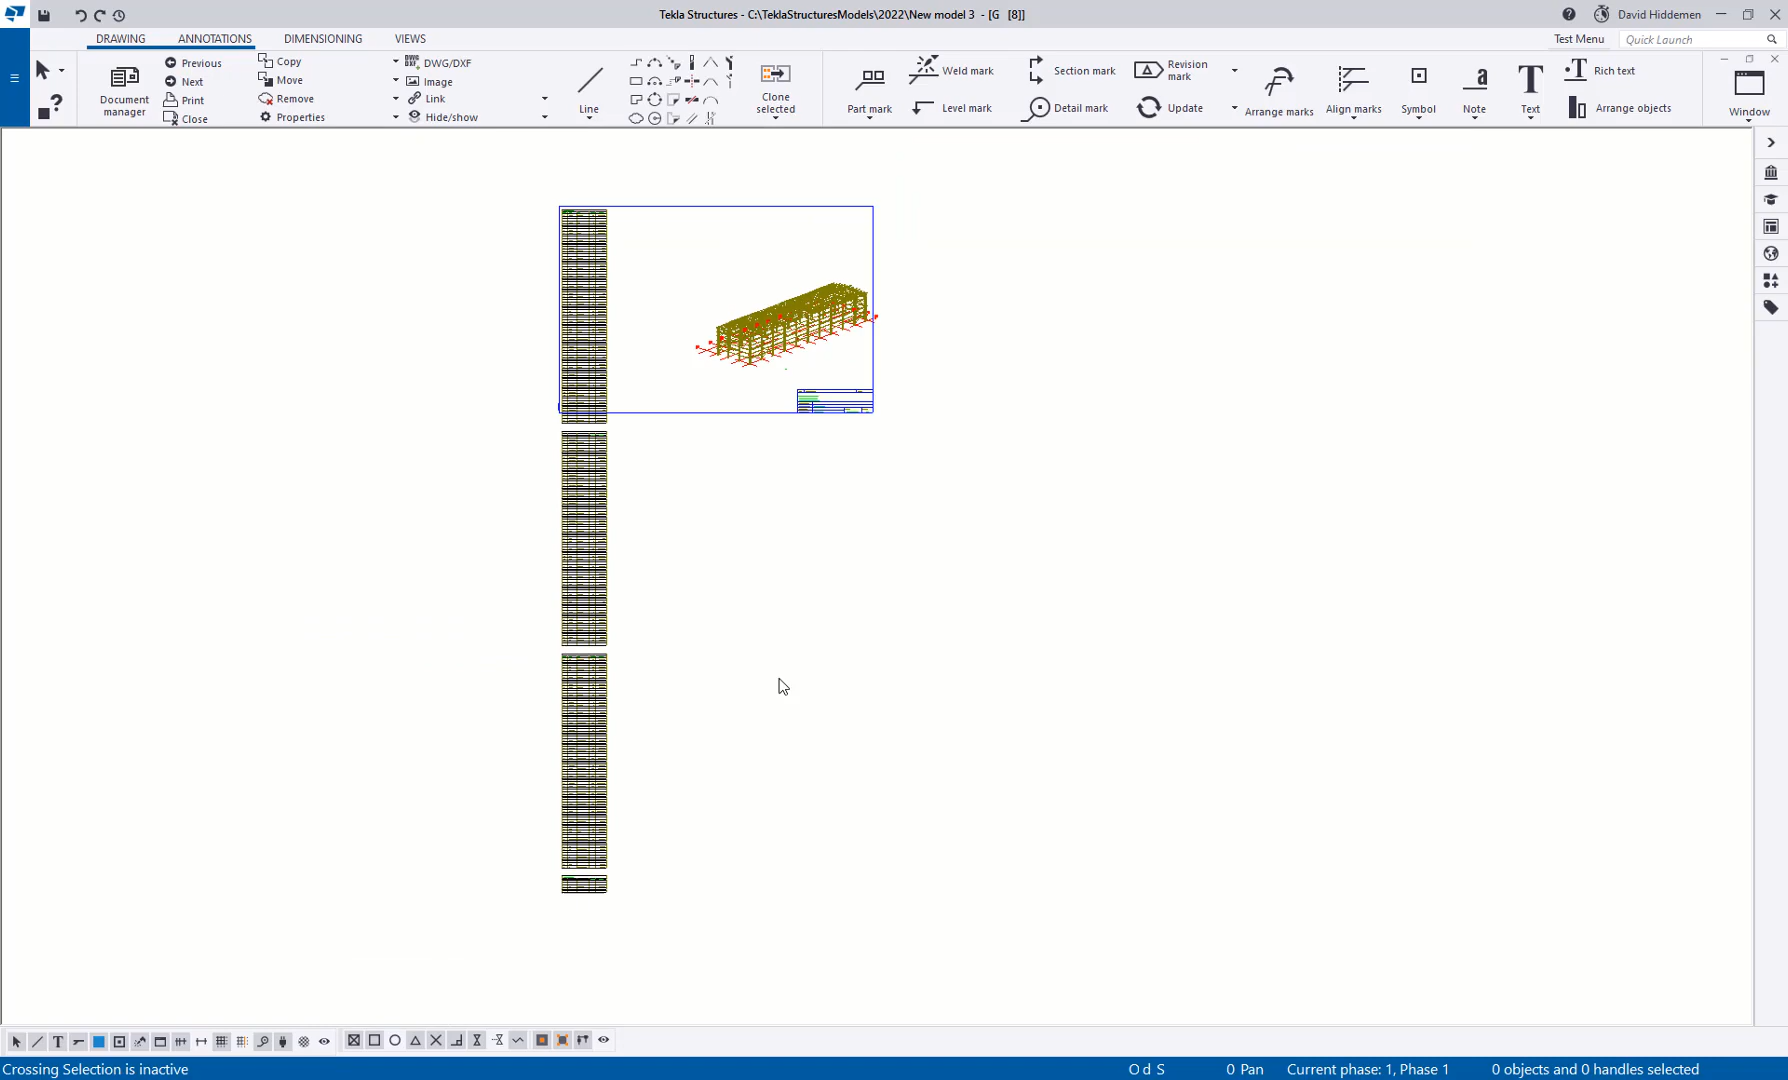 Tekla Structures - C:\TeklaStructuresModels\2022\New model 3 - [G [8]]
David Hiddemen
DRAWING
ANNOTATIONS
DIMENSIONING
VIEWS
Test Menu
Quick Launch
Document manager
Previous
Next
Print
Close
Copy
Move
Remove
Properties
DWG DXF
DWG/DXF
Image
Link
Hide/show
Line
Clone selected
Part mark
Weld mark
Level mark
Section mark
Detail mark
Revision mark
Update
Arrange marks
Align marks
Symbol
a
Note
T
Text
Rich text
Arrange objects
Window
Crossing Selection is inactive
O d S
0 Pan
Current phase: 1, Phase 1
0 objects and 0 handles selected